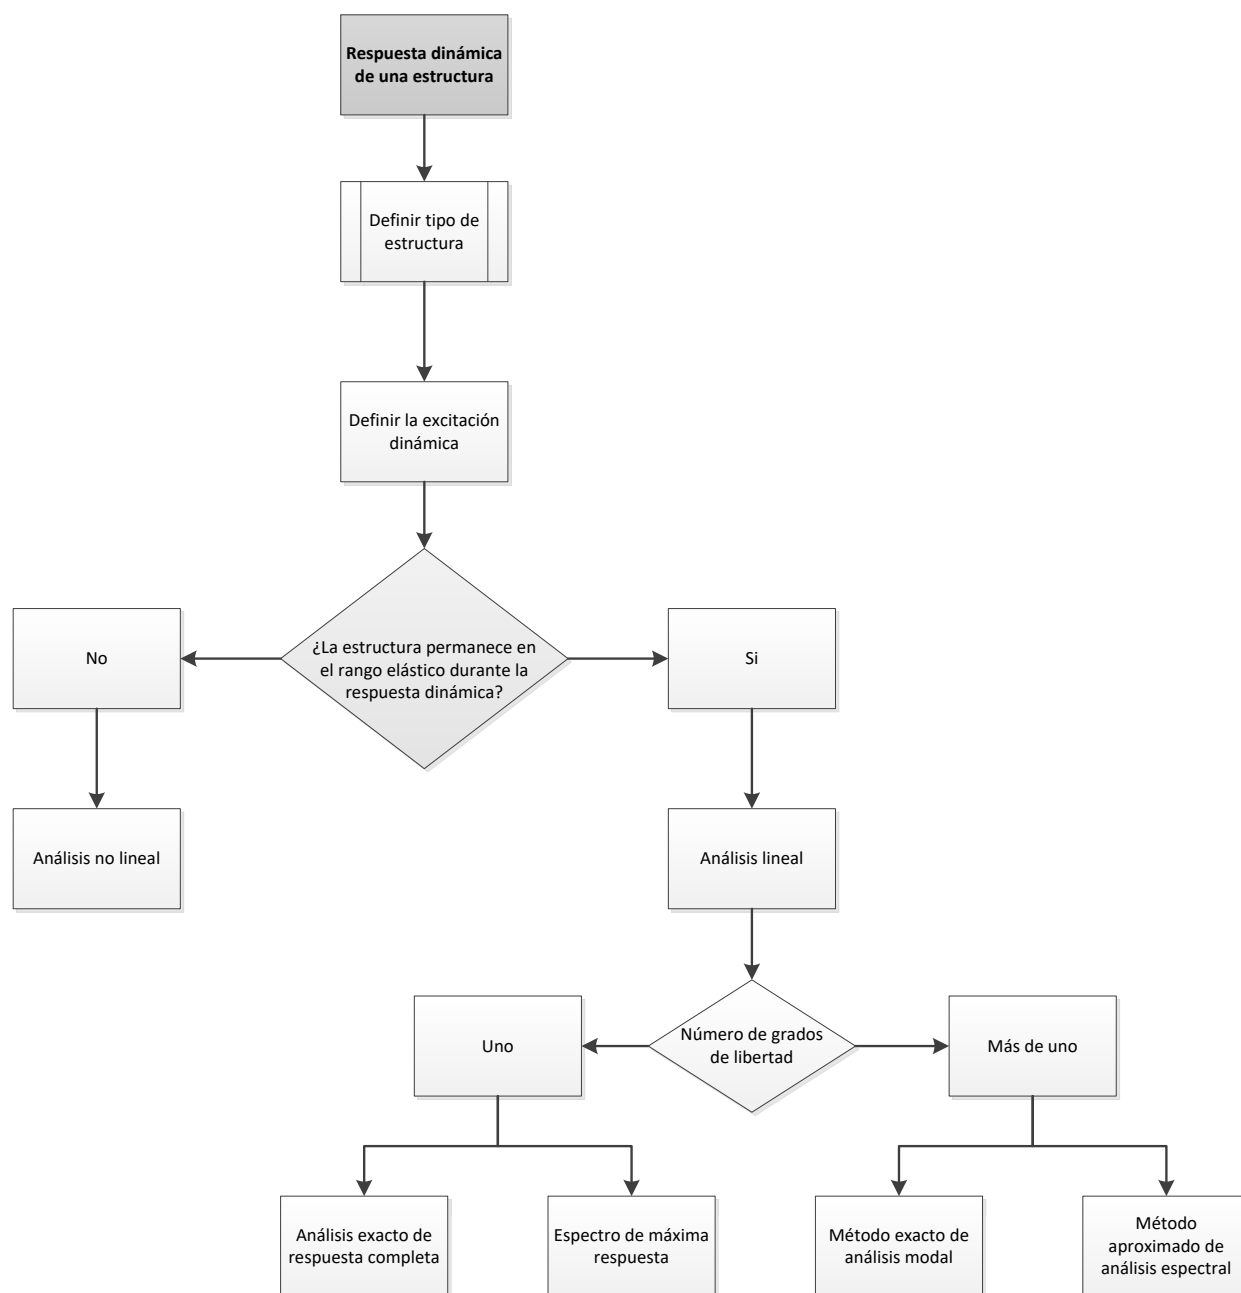 Respuesta dinámica
de una estructura
Definir tipo de
estructura
Definir la excitación
dinámica
¿La estructura permanece en
el rango elástico durante la
respuesta dinámica?
No
Si
Análisis no lineal
Análisis lineal
Número de grados
de libertad
Uno
Más de uno
Análisis exacto de
respuesta completa
Espectro de máxima
respuesta
Método exacto de
análisis modal
Método
aproximado de
análisis espectral